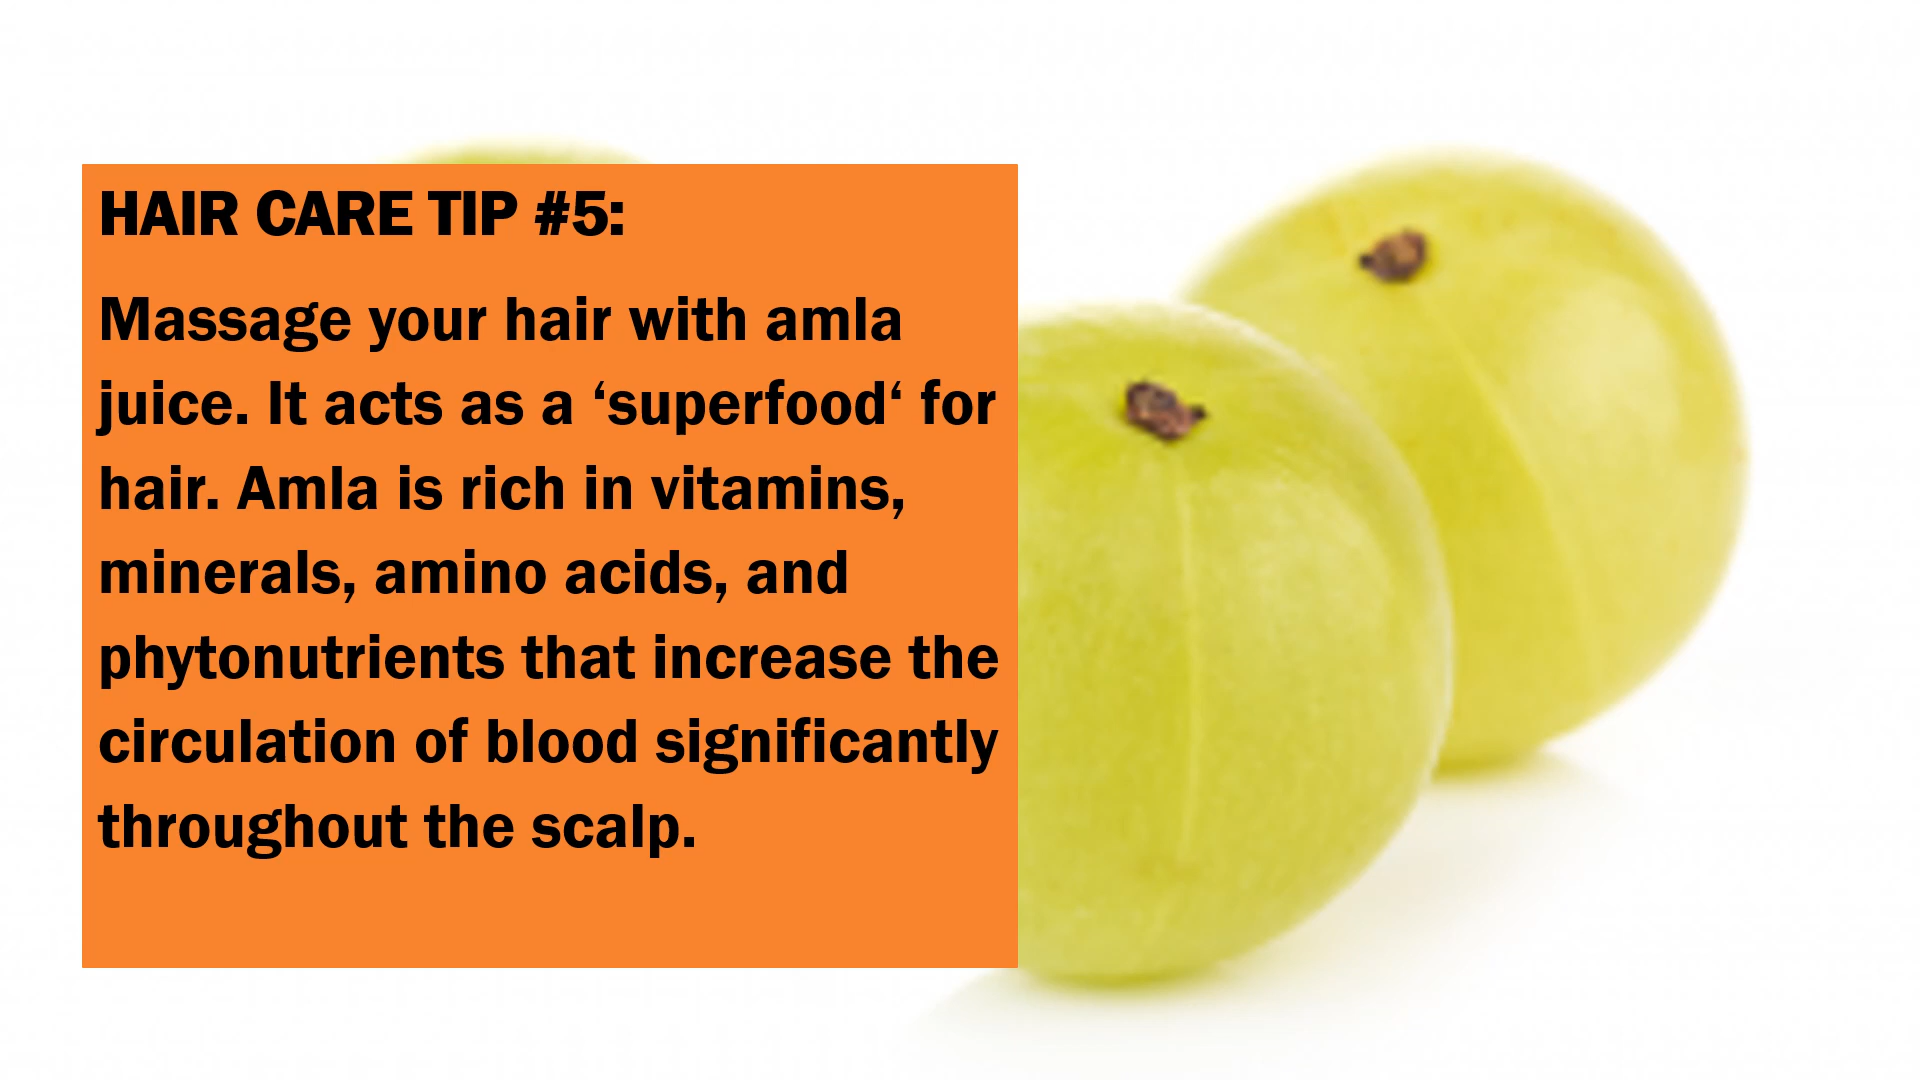 HAIR CARE TIP #5:
Massage your hair with amla
juice. It acts as a ‘superfood‘ for
hair. Amla is rich in vitamins,
minerals, amino acids, and
phytonutrients that increase the
circulation of blood significantly
throughout the scalp.